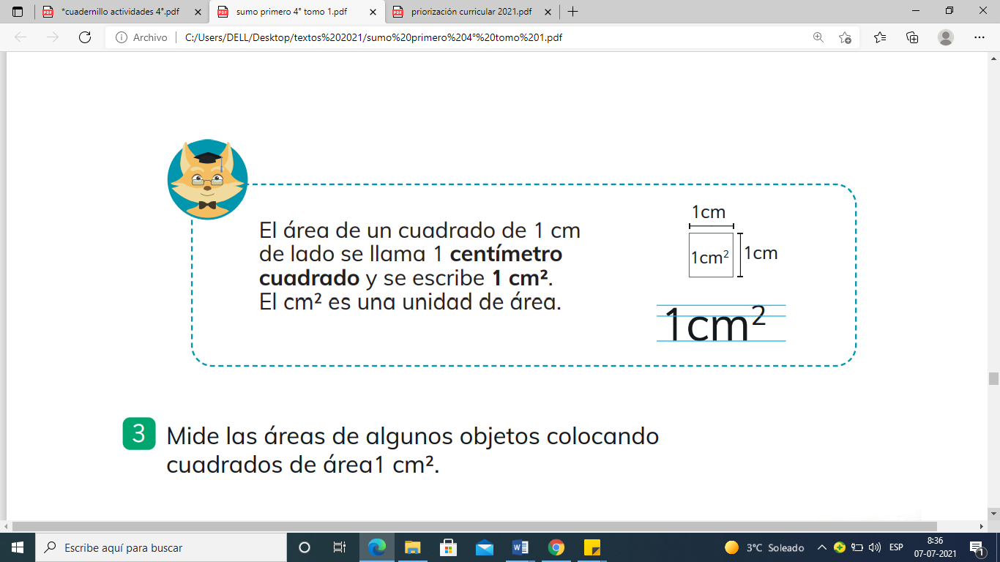 *cuadernillo actividades 4°.pdf
sumo primero 4° tomo 1.pdf
priorización curricular 2021.pdf
Archivo
C:/Users/DELL/Desktop/textos%202021/sumo%20primero%204°%20tomo%201.pdf
El área de un cuadrado de 1 cm
de lado se llama 1 centímetro
cuadrado y se escribe 1 cm².
El cm² es una unidad de área.
1cm
1cm²
1cm
1cm²
3 Mide las áreas de algunos objetos colocando
cuadrados de área1 cm².
Escribe aquí para buscar
3°C Soleado
ESP
8:36
07-07-2021
1